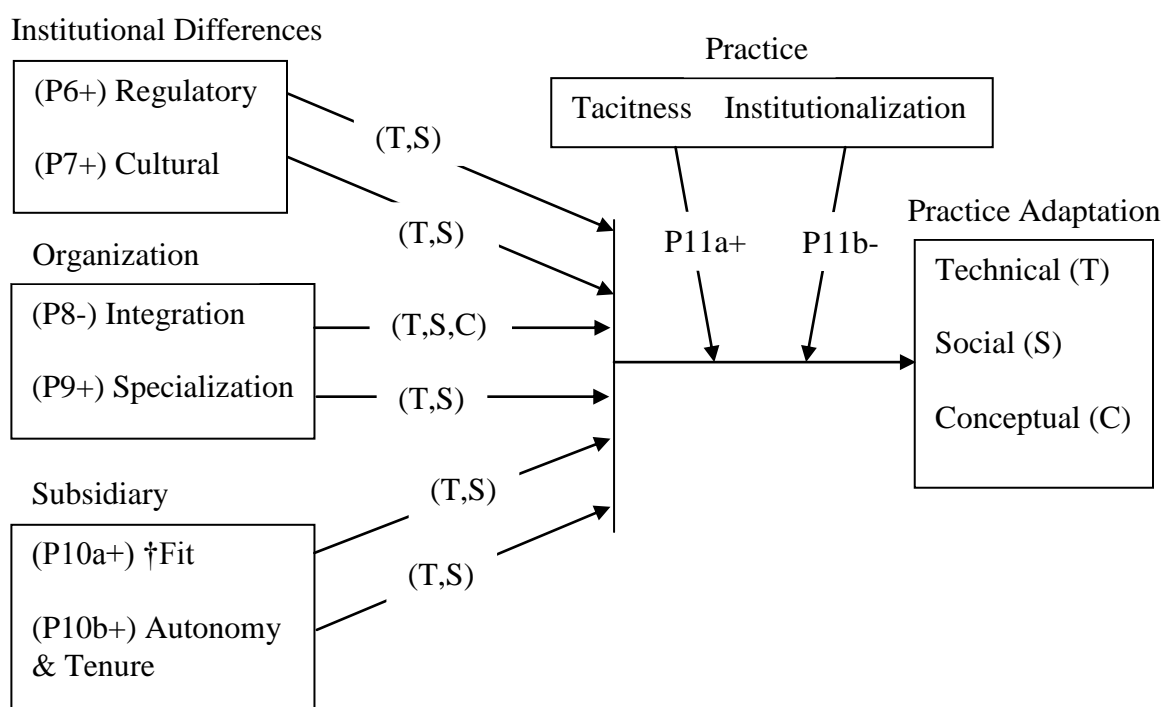 Institutional Differences
(P6+) Regulatory
(P7+) Cultural
(T,S)
(T,S)
Practice
Tacitness Institutionalization
P11a+ P11b-
Organization
(P8-) Integration
(P9+) Specialization
(T,S,C)
(T,S)
Practice Adaptation
Technical (T)
Social (S)
Conceptual (C)
Subsidiary
(P10a+) †Fit
(P10b+) Autonomy
& Tenure
(T,S)
(T,S)